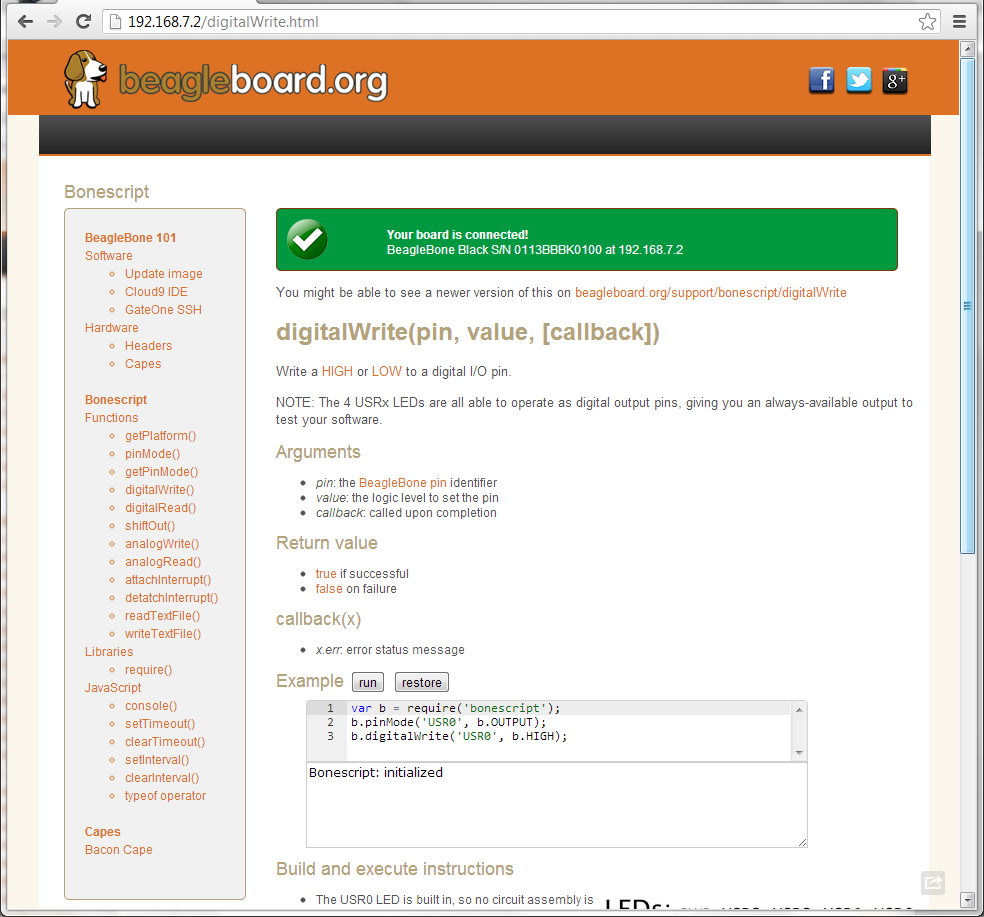 192.168.7.2/digitalWrite.html
beagleboard.org
Bonescript
BeagleBone 101
Software
Update image
Cloud9 IDE
GateOne SSH
Hardware
Headers
Capes
Bonescript
Functions
getPlatform()
pinMode()
getPinMode()
digitalWrite()
digitalRead()
shiftOut()
analogWrite()
analogRead()
attachInterrupt()
detatchInterrupt()
readTextFile()
writeTextFile()
Libraries
require()
JavaScript
console()
setTimeout()
clearTimeout()
setInterval()
clearInterval()
typeof operator
Capes
Bacon Cape
Your board is connected!
BeagleBone Black S/N 0113BBBK0100 at 192.168.7.2
You might be able to see a newer version of this on beagleboard.org/support/bonescript/digitalWrite
digitalWrite(pin, value, [callback])
Write a HIGH or LOW to a digital I/O pin.
NOTE: The 4 USRx LEDs are all able to operate as digital output pins, giving you an always-available output to
test your software.
Arguments
pin: the BeagleBone pin identifier
value: the logic level to set the pin
callback: called upon completion
Return value
true if successful
false on failure
callback(x)
x.err: error status message
Example run restore
1 var b = require('bonescript');
2 b.pinMode('USR0', b.OUTPUT);
3 b.digitalWrite('USR0', b.HIGH);
Bonescript: initialized
Build and execute instructions
The USR0 LED is built in, so no circuit assembly is
LEDs: